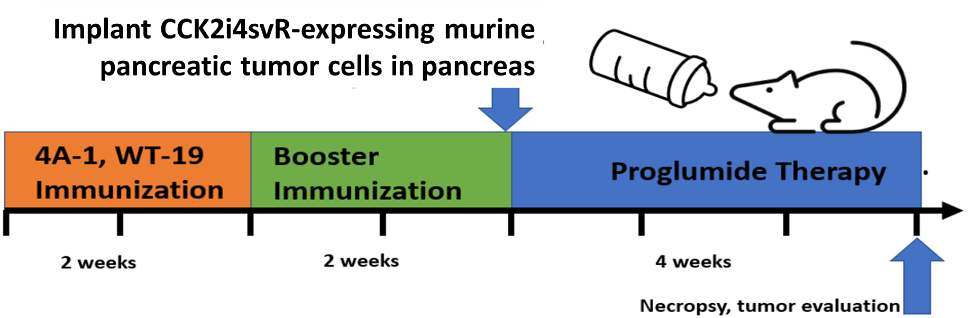 Implant CCK2i4svR-expressing murine
pancreatic tumor cells in pancreas
4A-1, WT-19
Immunization
Booster
Immunization
Proglumide Therapy
2 weeks
2 weeks
4 weeks
Necropsy, tumor evaluation